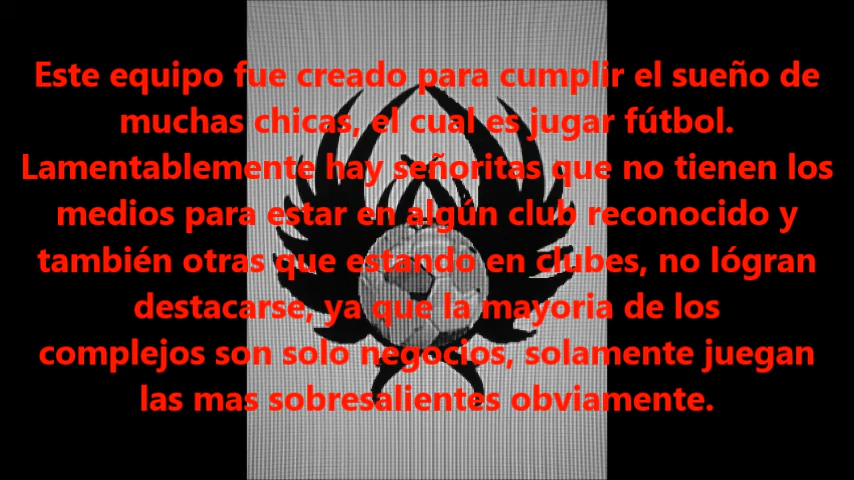 Este equipo fue creado para cumplir el sueño de
muchas chicas, el cual es jugar fútbol.
Lamentablemente hay señoritas que no tienen los
medios para estar en algún club reconocido y
también otras que estando en clubes, no lógran
destacarse, ya que la mayoria de los
complejos son solo negocios, solamente juegan
las mas sobresalientes obviamente.